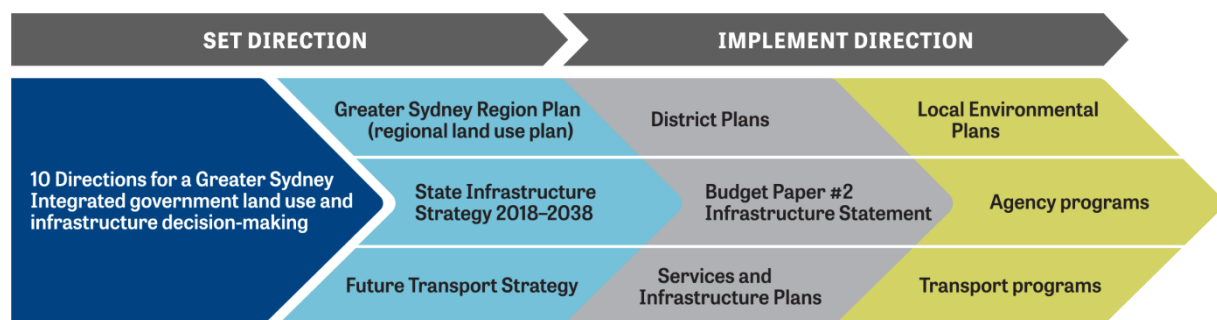 SET DIRECTION
IMPLEMENT DIRECTION
10 Directions for a Greater Sydney
Integrated government land use and
infrastructure decision-making
Greater Sydney Region Plan
(regional land use plan)
District Plans
Local Environmental
Plans
State Infrastructure
Strategy 2018–2038
Budget Paper #2
Infrastructure Statement
Agency programs
Future Transport Strategy
Services and
Infrastructure Plans
Transport programs